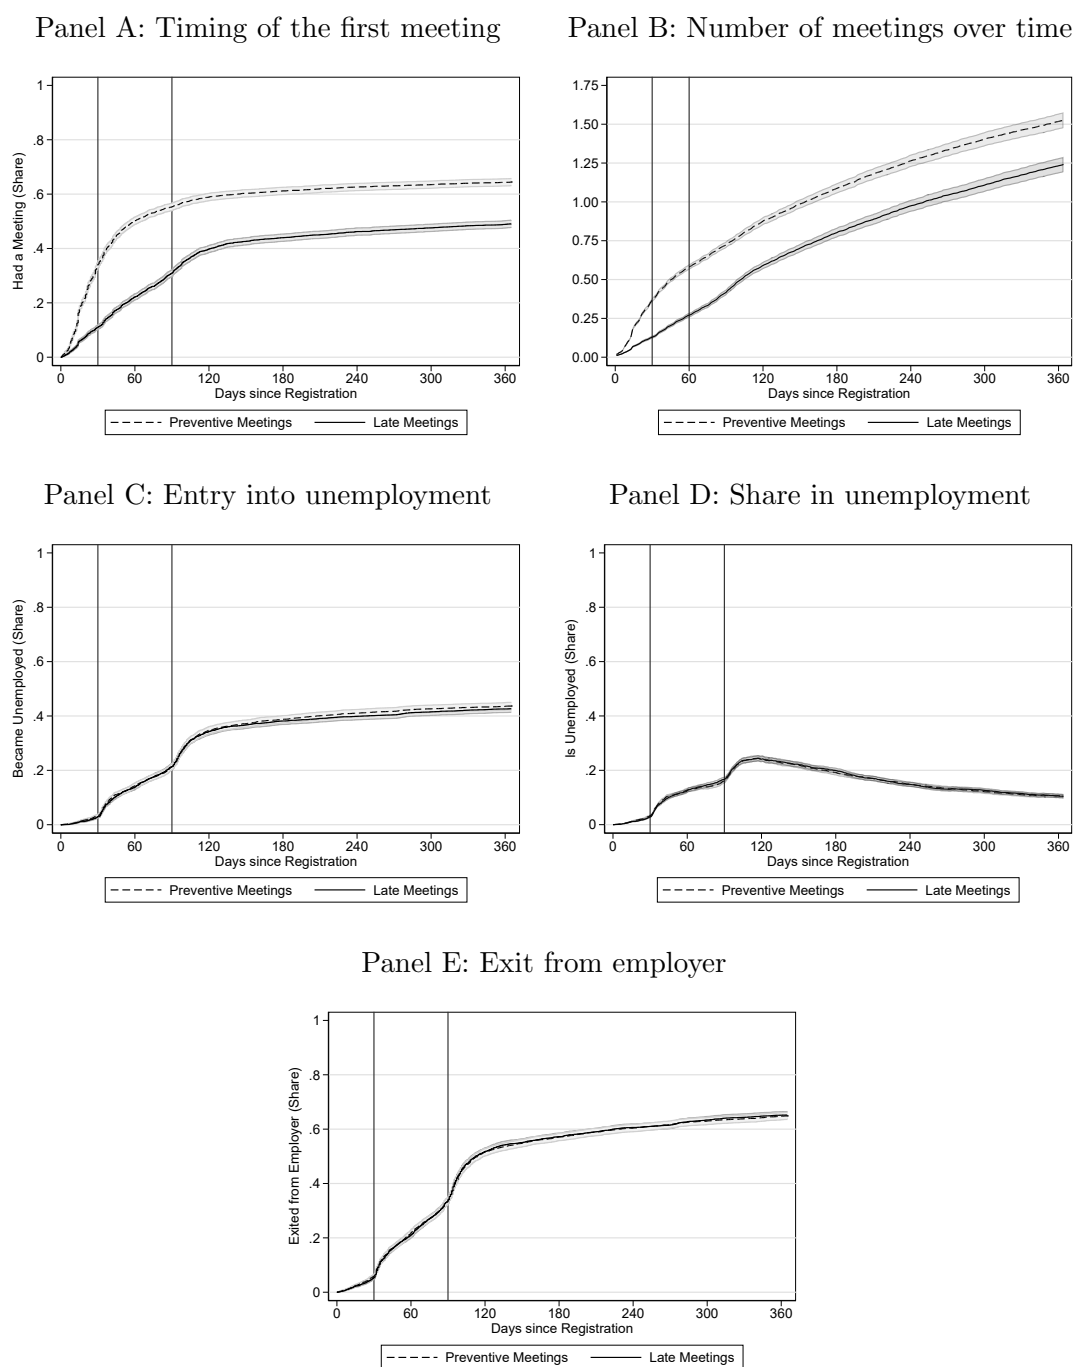 Panel A: Timing of the first meeting
Panel B: Number of meetings over time
Had a Meeting (Share)
1
.8
.6
.4
.2
0
0 60 120 180 240 300 360
Days since Registration
Preventive Meetings Late Meetings
1.75
1.50
1.25
1.00
0.75
0.50
0.25
0.00
0 60 120 180 240 300 360
Days since Registration
Preventive Meetings Late Meetings
Panel C: Entry into unemployment
Panel D: Share in unemployment
Became Unemployed (Share)
1
.8
.6
.4
.2
0
0 60 120 180 240 300 360
Days since Registration
Preventive Meetings Late Meetings
Is Unemployed (Share)
1
.8
.6
.4
.2
0
0 60 120 180 240 300 360
Days since Registration
Preventive Meetings Late Meetings
Panel E: Exit from employer
Exited from Employer (Share)
1
.8
.6
.4
.2
0
0 60 120 180 240 300 360
Days since Registration
Preventive Meetings Late Meetings